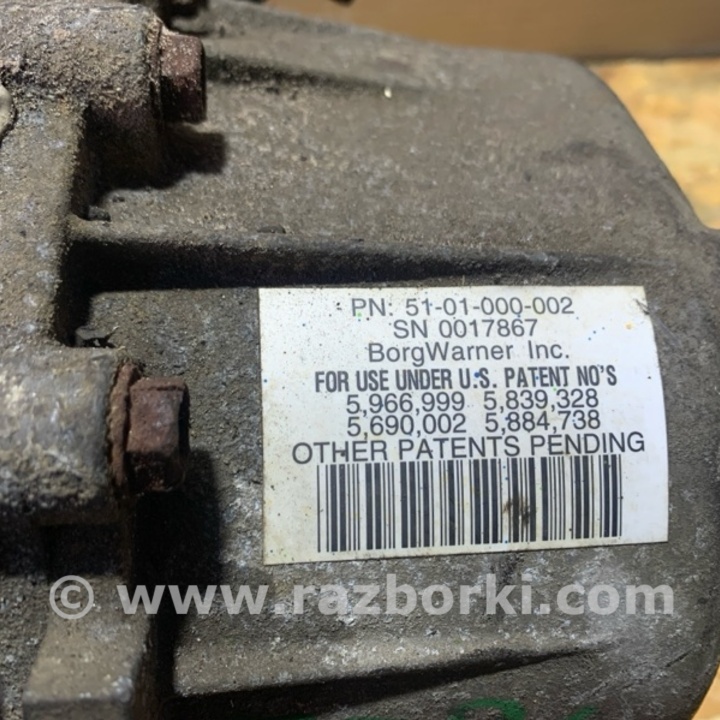 PN: 51-01-000-002
SN 0017867
BorgWarner Inc.
FOR USE UNDER U.S. PATENT NO'S
5,966,999 5,839,328
5,690,002 5,884,738
OTHER PATENTS PENDING
© www.razborki.com